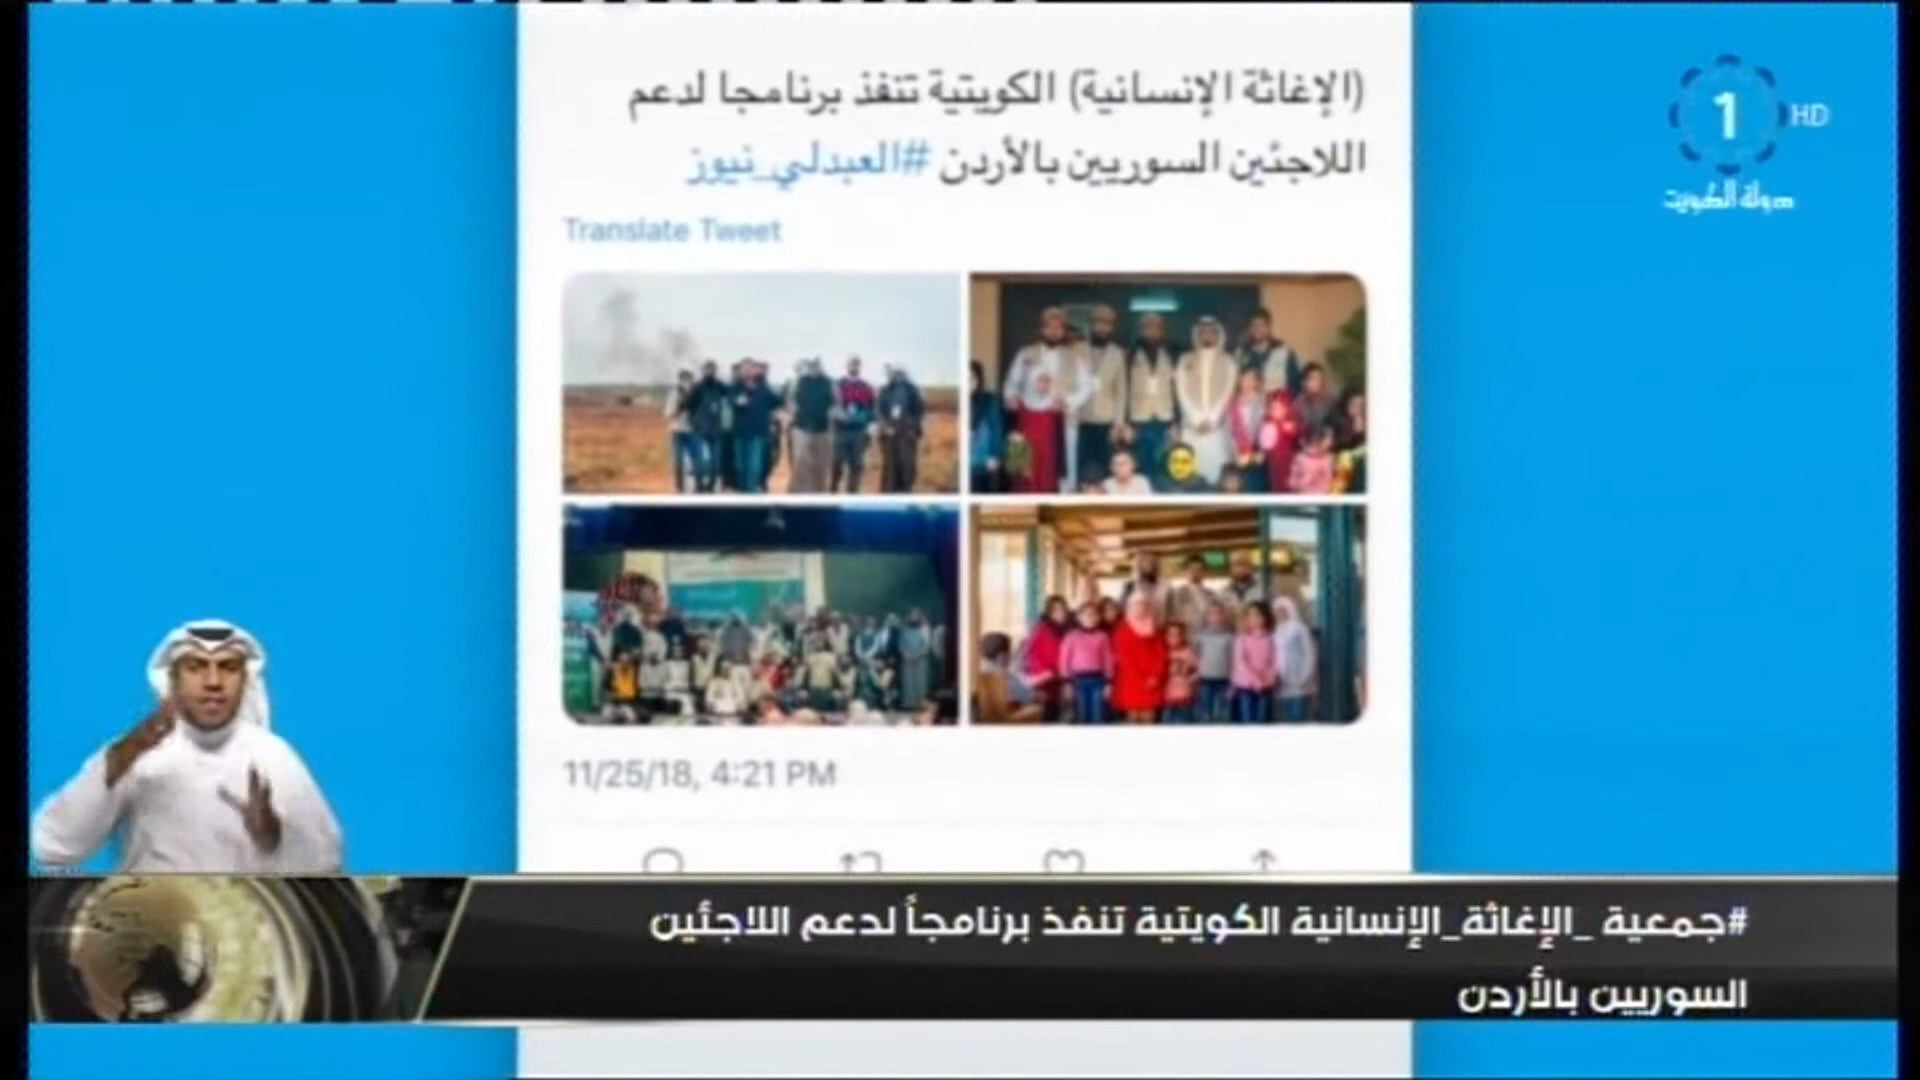 (الإغاثة الإنسانية) الكويتية تنفذ برنامجا لدعم
اللاجئين السوريين بالأردن #العبدلي_نيوز
Translate Tweet
11/25/18, 4:21 PM
1 HD
دولة الكويت
#جمعية _الإغاثة_الإنسانية الكويتية تنفذ برنامجاً لدعم اللاجئين
السوريين بالأردن